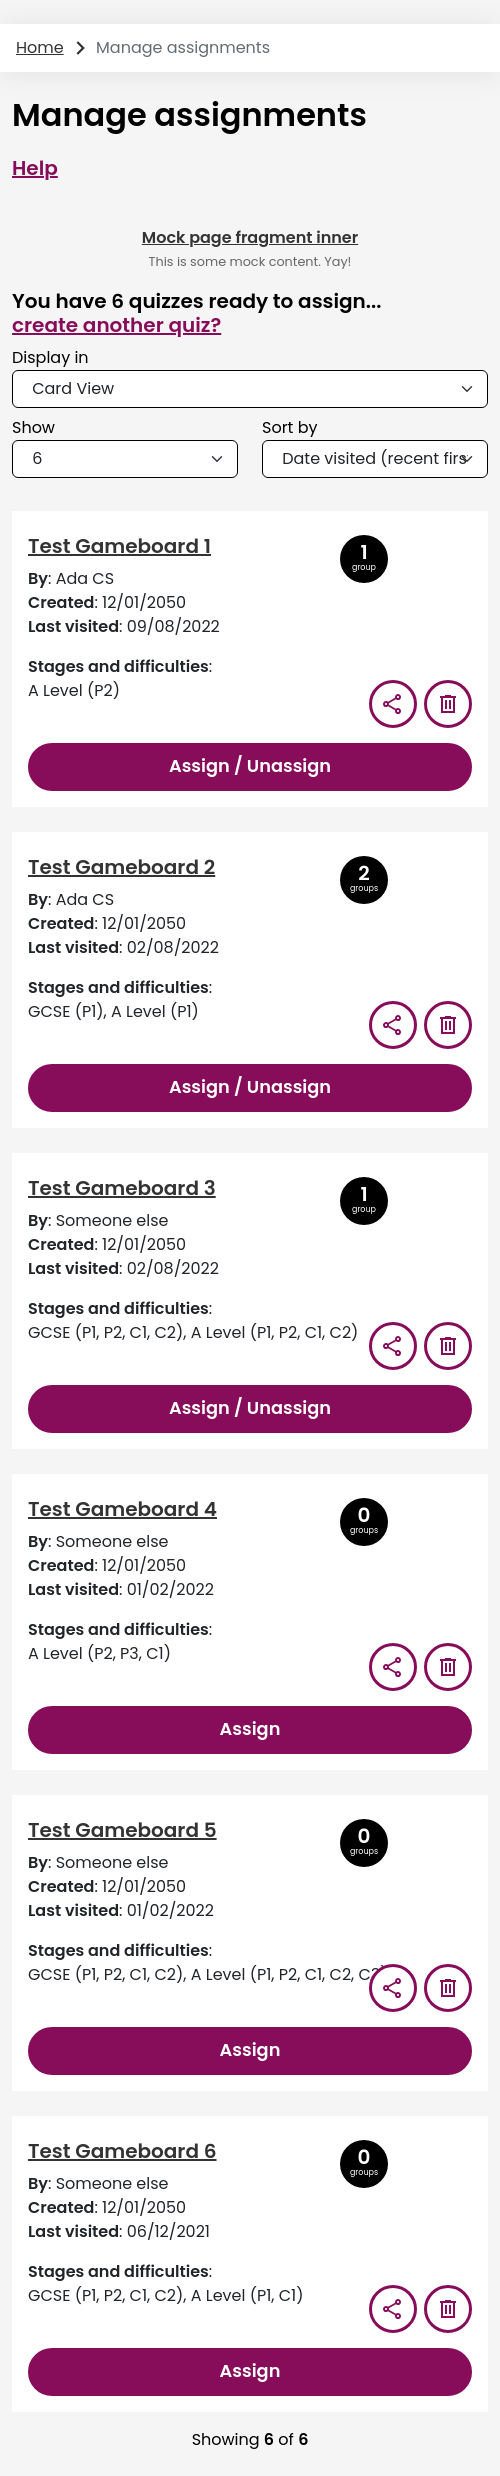 Home > Manage assignments
Manage assignments
Help
Mock page fragment inner
This is some mock content. Yay!
You have 6 quizzes ready to assign...
create another quiz?
Display in
Card View
Show
Sort by
6
Date visited (recent firs
Test Gameboard 1
1
group
By: Ada CS
Created: 12/01/2050
Last visited: 09/08/2022
Stages and difficulties:
A Level (P2)
Assign / Unassign
Test Gameboard 2
2
groups
By: Ada CS
Created: 12/01/2050
Last visited: 02/08/2022
Stages and difficulties:
GCSE (P1), A Level (P1)
Assign / Unassign
Test Gameboard 3
1
group
By: Someone else
Created: 12/01/2050
Last visited: 02/08/2022
Stages and difficulties:
GCSE (P1, P2, C1, C2), A Level (P1, P2, C1, C2)
Assign / Unassign
Test Gameboard 4
0
groups
By: Someone else
Created: 12/01/2050
Last visited: 01/02/2022
Stages and difficulties:
A Level (P2, P3, C1)
Assign
Test Gameboard 5
0
groups
By: Someone else
Created: 12/01/2050
Last visited: 01/02/2022
Stages and difficulties:
GCSE (P1, P2, C1, C2), A Level (P1, P2, C1, C2,
Assign
Test Gameboard 6
0
groups
By: Someone else
Created: 12/01/2050
Last visited: 06/12/2021
Stages and difficulties:
GCSE (P1, P2, C1, C2), A Level (P1, C1)
Assign
Showing 6 of 6